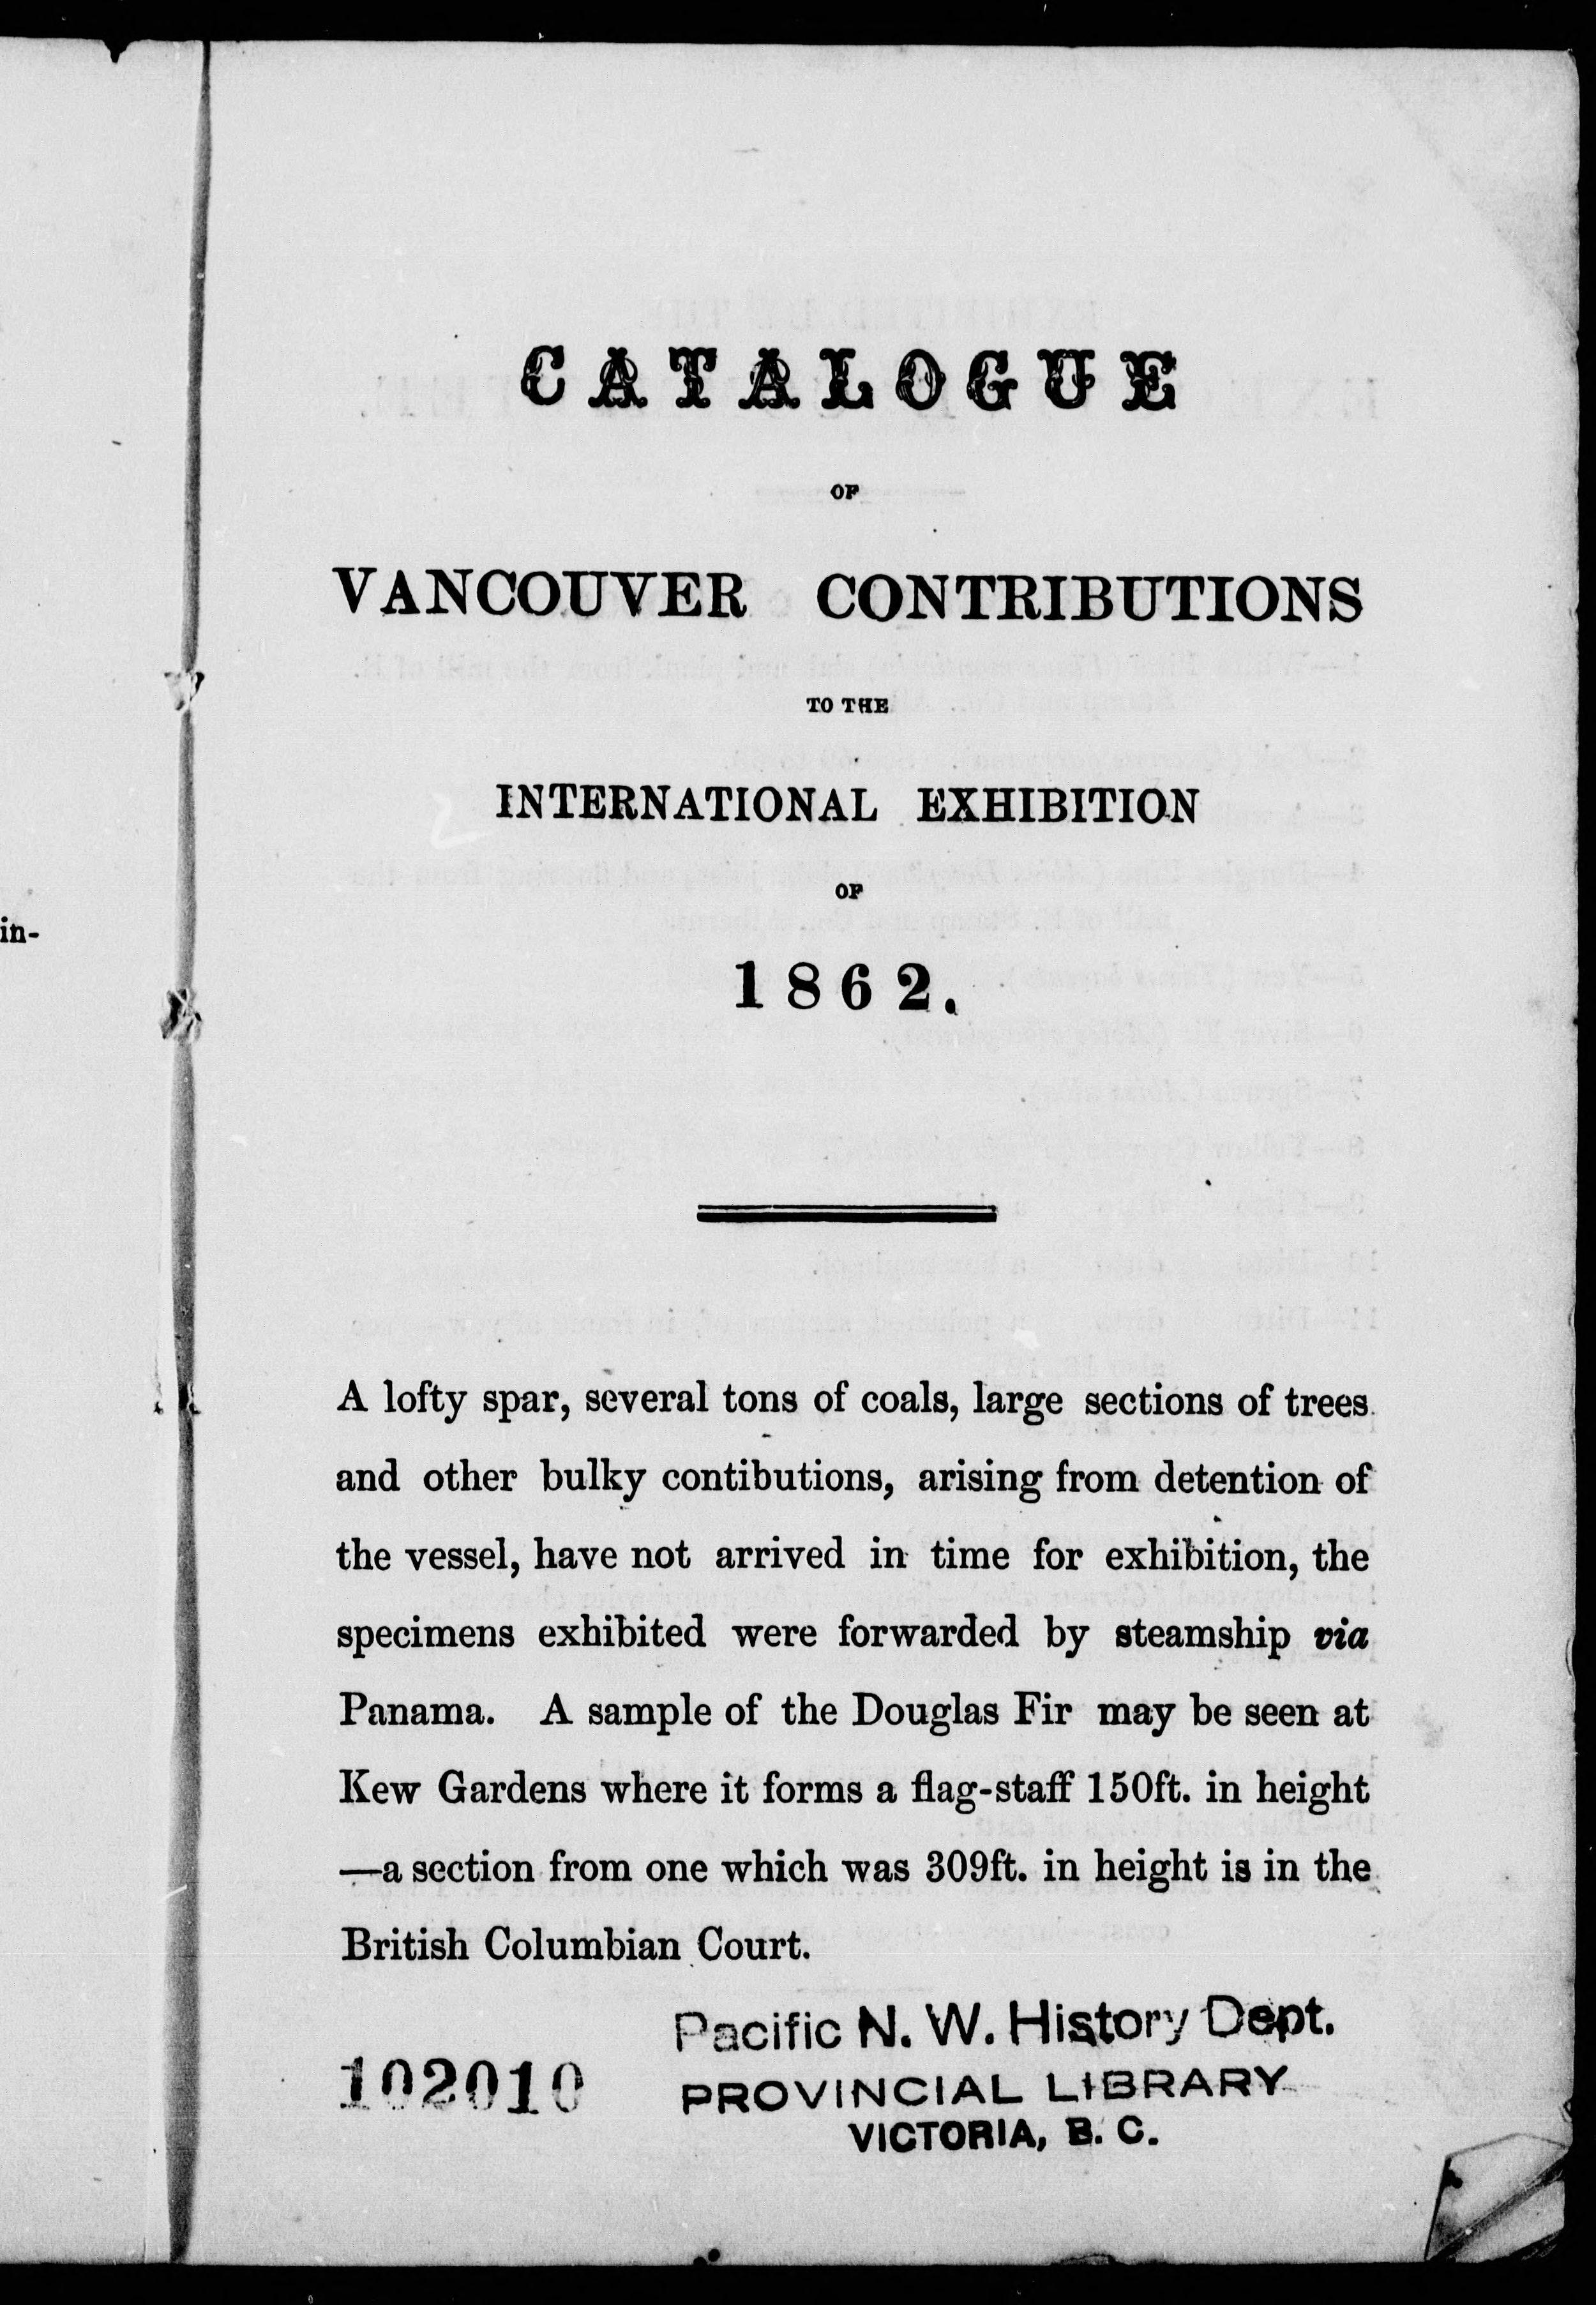 in-
CATALOGUE
OF
VANCOUVER CONTRIBUTIONS
TO THE
INTERNATIONAL EXHIBITION
OF
1862.
A lofty spar, several tons of coals, large sections of trees
and other bulky contibutions, arising from detention of
the vessel, have not arrived in time for exhibition, the
specimens exhibited were forwarded by steamship via
Panama. A sample of the Douglas Fir may be seen at
Kew Gardens where it forms a flag-staff 150ft. in height
—a section from one which was 309ft. in height is in the
British Columbian Court.
102010
Pacific N. W. History Dept.
PROVINCIAL LIBRARY
VICTORIA, B. C.